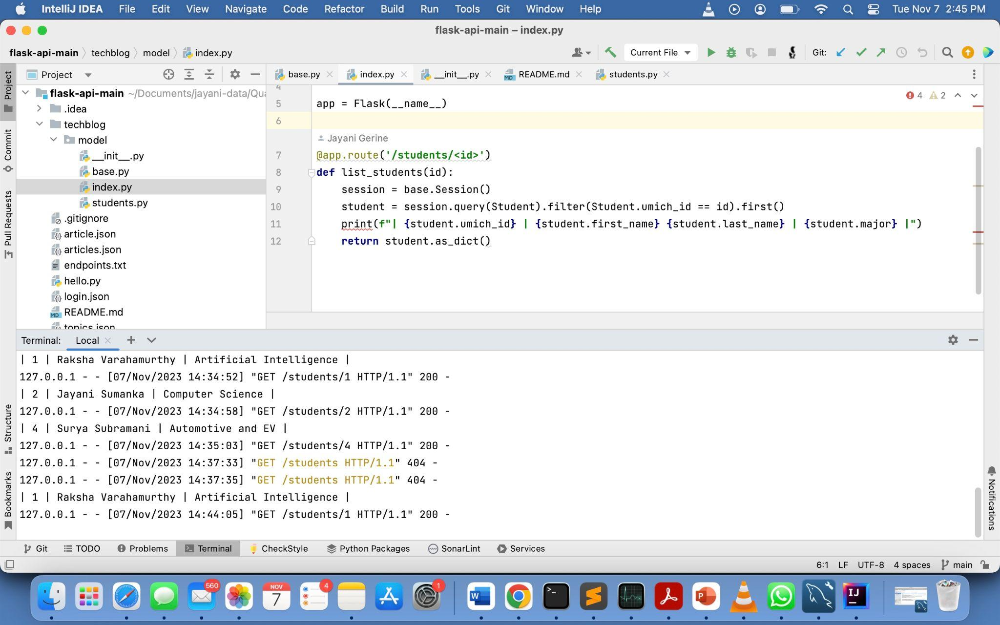 IntelliJ IDEA File Edit View Navigate Code Refactor Build Run Tools Git Window Help Tue Nov 7 2:45 PM
flask-api-main – index.py
flask-api-main techblog model index.py Current File Git:
Project base.py index.py __init__.py MD README.md students.py
Project
Commit
Pull Requests
Structure
Bookmarks
flask-api-main ~/Documents/jayani-data/Qua
.idea
techblog
model
__init__.py
base.py
index.py
students.py
.gitignore
article.json
articles.json
endpoints.txt
hello.py
login.json
MD README.md
topics.json
4 2
4
5 app = Flask(__name__)
6
Jayani Gerine
7 @app.route('/students/<id>')
8 def list_students(id):
9 session = base.Session()
10 student = session.query(Student).filter(Student.umich_id == id).first()
11 print(f"| {student.umich_id} | {student.first_name} {student.last_name} | {student.major} |")
12 return student.as_dict()
Terminal: Local
| 1 | Raksha Varahamurthy | Artificial Intelligence |
127.0.0.1 - - [07/Nov/2023 14:34:52] "GET /students/1 HTTP/1.1" 200 -
| 2 | Jayani Sumanka | Computer Science |
127.0.0.1 - - [07/Nov/2023 14:34:58] "GET /students/2 HTTP/1.1" 200 -
| 4 | Surya Subramani | Automotive and EV |
127.0.0.1 - - [07/Nov/2023 14:35:03] "GET /students/4 HTTP/1.1" 200 -
127.0.0.1 - - [07/Nov/2023 14:37:33] "GET /students HTTP/1.1" 404 -
127.0.0.1 - - [07/Nov/2023 14:37:35] "GET /students HTTP/1.1" 404 -
| 1 | Raksha Varahamurthy | Artificial Intelligence |
127.0.0.1 - - [07/Nov/2023 14:44:05] "GET /students/1 HTTP/1.1" 200 -
Notifications
Git TODO Problems Terminal CheckStyle Python Packages SonarLint Services
6:1 LF UTF-8 4 spaces main
560 NOV 7 4 1 W >_ P IJ